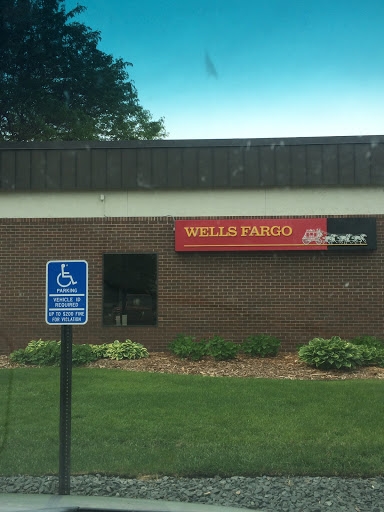 WELLS FARGO
PARKING
VEHICLE ID
REQUIRED
UP TO $200 FINE
FOR VIOLATION